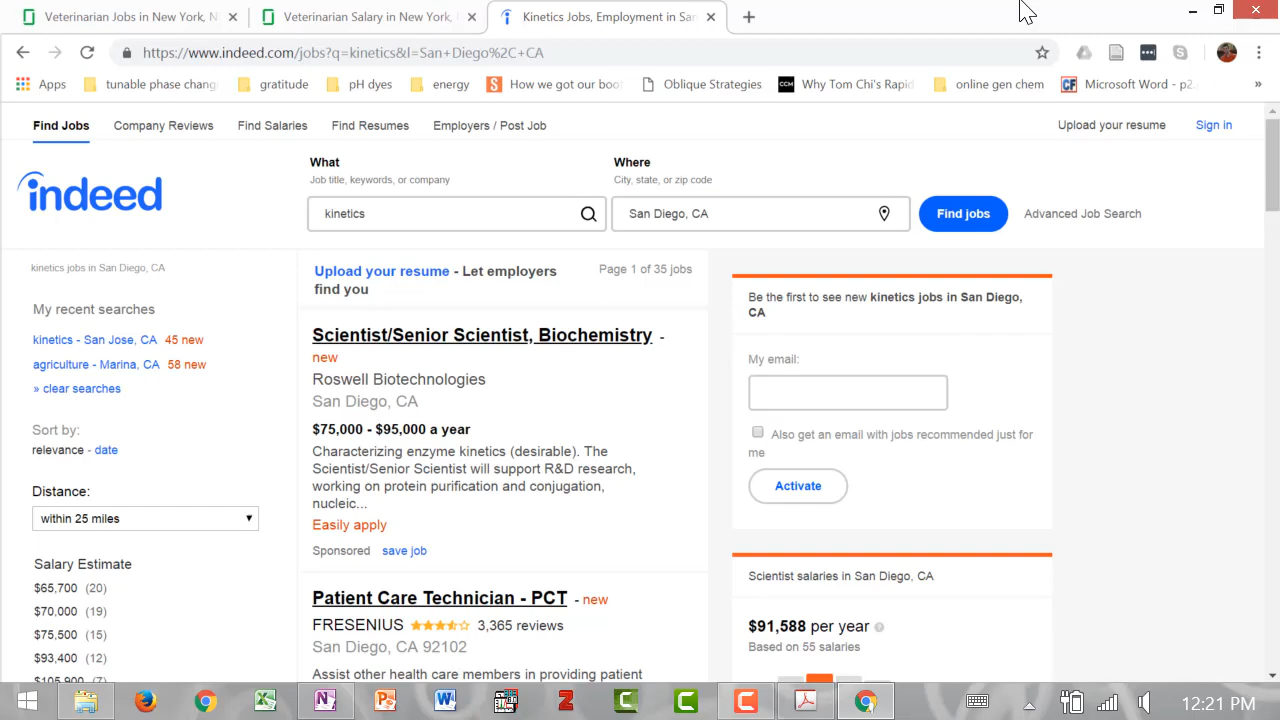 Veterinarian Jobs in New York, N
Veterinarian Salary in New York,
Kinetics Jobs, Employment in San
https://www.indeed.com/jobs?q=kinetics&l=San+Diego%2C+CA
Apps
tunable phase chang
gratitude
pH dyes
energy
How we got our boo
Oblique Strategies
CCM
Why Tom Chi's Rapid
online gen chem
CF
Microsoft Word - p2.
»
Find Jobs
Company Reviews
Find Salaries
Find Resumes
Employers / Post Job
Upload your resume
Sign in
indeed
What
Job title, keywords, or company
kinetics
Where
City, state, or zip code
San Diego, CA
Find jobs
Advanced Job Search
kinetics jobs in San Diego, CA
My recent searches
kinetics - San Jose, CA 45 new
agriculture - Marina, CA 58 new
» clear searches
Sort by:
relevance - date
Distance:
within 25 miles
Salary Estimate
$65,700 (20)
$70,000 (19)
$75,500 (15)
$93,400 (12)
$105,900 (7)
Upload your resume - Let employers
find you
Page 1 of 35 jobs
Scientist/Senior Scientist, Biochemistry -
new
Roswell Biotechnologies
San Diego, CA
$75,000 - $95,000 a year
Characterizing enzyme kinetics (desirable). The
Scientist/Senior Scientist will support R&D research,
working on protein purification and conjugation,
nucleic...
Easily apply
Sponsored save job
Patient Care Technician - PCT - new
FRESENIUS 3,365 reviews
San Diego, CA 92102
Assist other health care members in providing patient
Be the first to see new kinetics jobs in San Diego,
CA
My email:
Also get an email with jobs recommended just for
me
Activate
Scientist salaries in San Diego, CA
$91,588 per year
Based on 55 salaries
12:21 PM